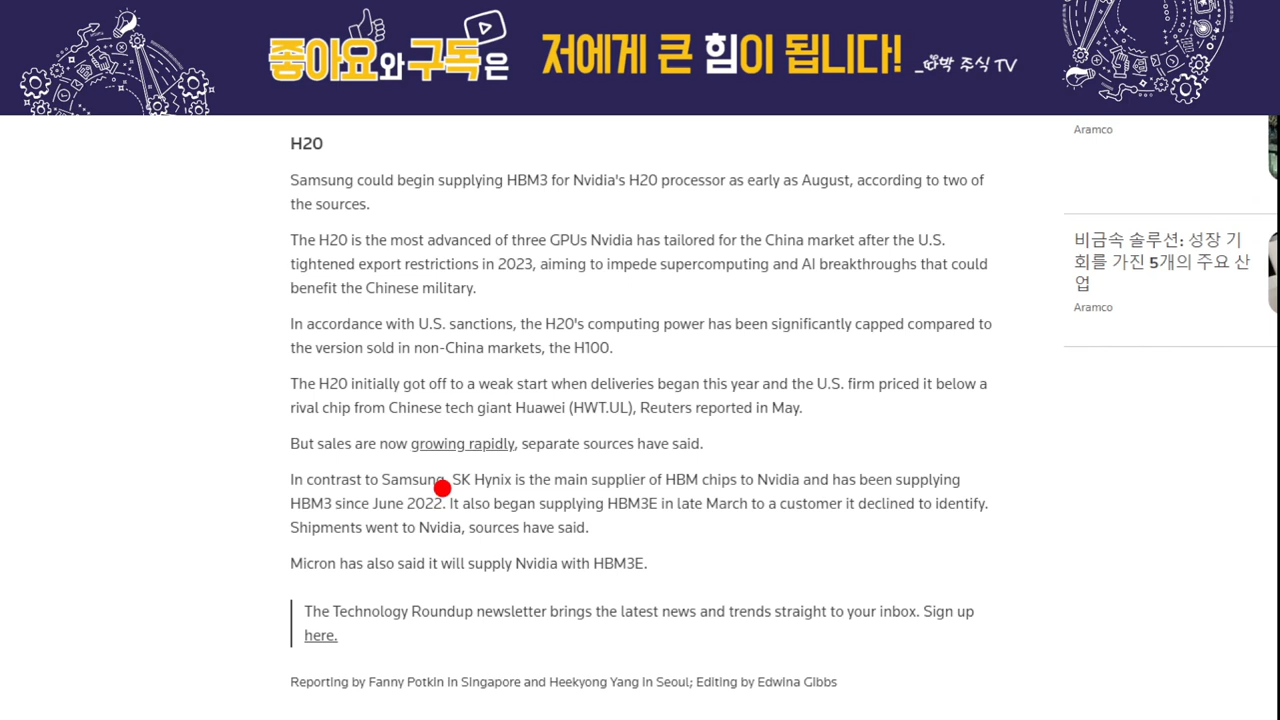 좋아요와 구독은 저에게 큰 힘이 됩니다!
박 주식 TV
H20
Samsung could begin supplying HBM3 for Nvidia's H20 processor as early as August, according to two of
the sources.
The H20 is the most advanced of three GPUs Nvidia has tailored for the China market after the U.S.
tightened export restrictions in 2023, aiming to impede supercomputing and AI breakthroughs that could
benefit the Chinese military.
In accordance with U.S. sanctions, the H20's computing power has been significantly capped compared to
the version sold in non-China markets, the H100.
The H20 initially got off to a weak start when deliveries began this year and the U.S. firm priced it below a
rival chip from Chinese tech giant Huawei (HWT.UL), Reuters reported in May.
But sales are now growing rapidly, separate sources have said.
In contrast to Samsung, SK Hynix is the main supplier of HBM chips to Nvidia and has been supplying
HBM3 since June 2022. It also began supplying HBM3E in late March to a customer it declined to identify.
Shipments went to Nvidia, sources have said.
Micron has also said it will supply Nvidia with HBM3E.
The Technology Roundup newsletter brings the latest news and trends straight to your inbox. Sign up
here.
Reporting by Fanny Potkin in Singapore and Heekyong Yang in Seoul; Editing by Edwina Gibbs
Aramco
비금속 솔루션: 성장 기
회를 가진 5개의 주요 산
업
Aramco